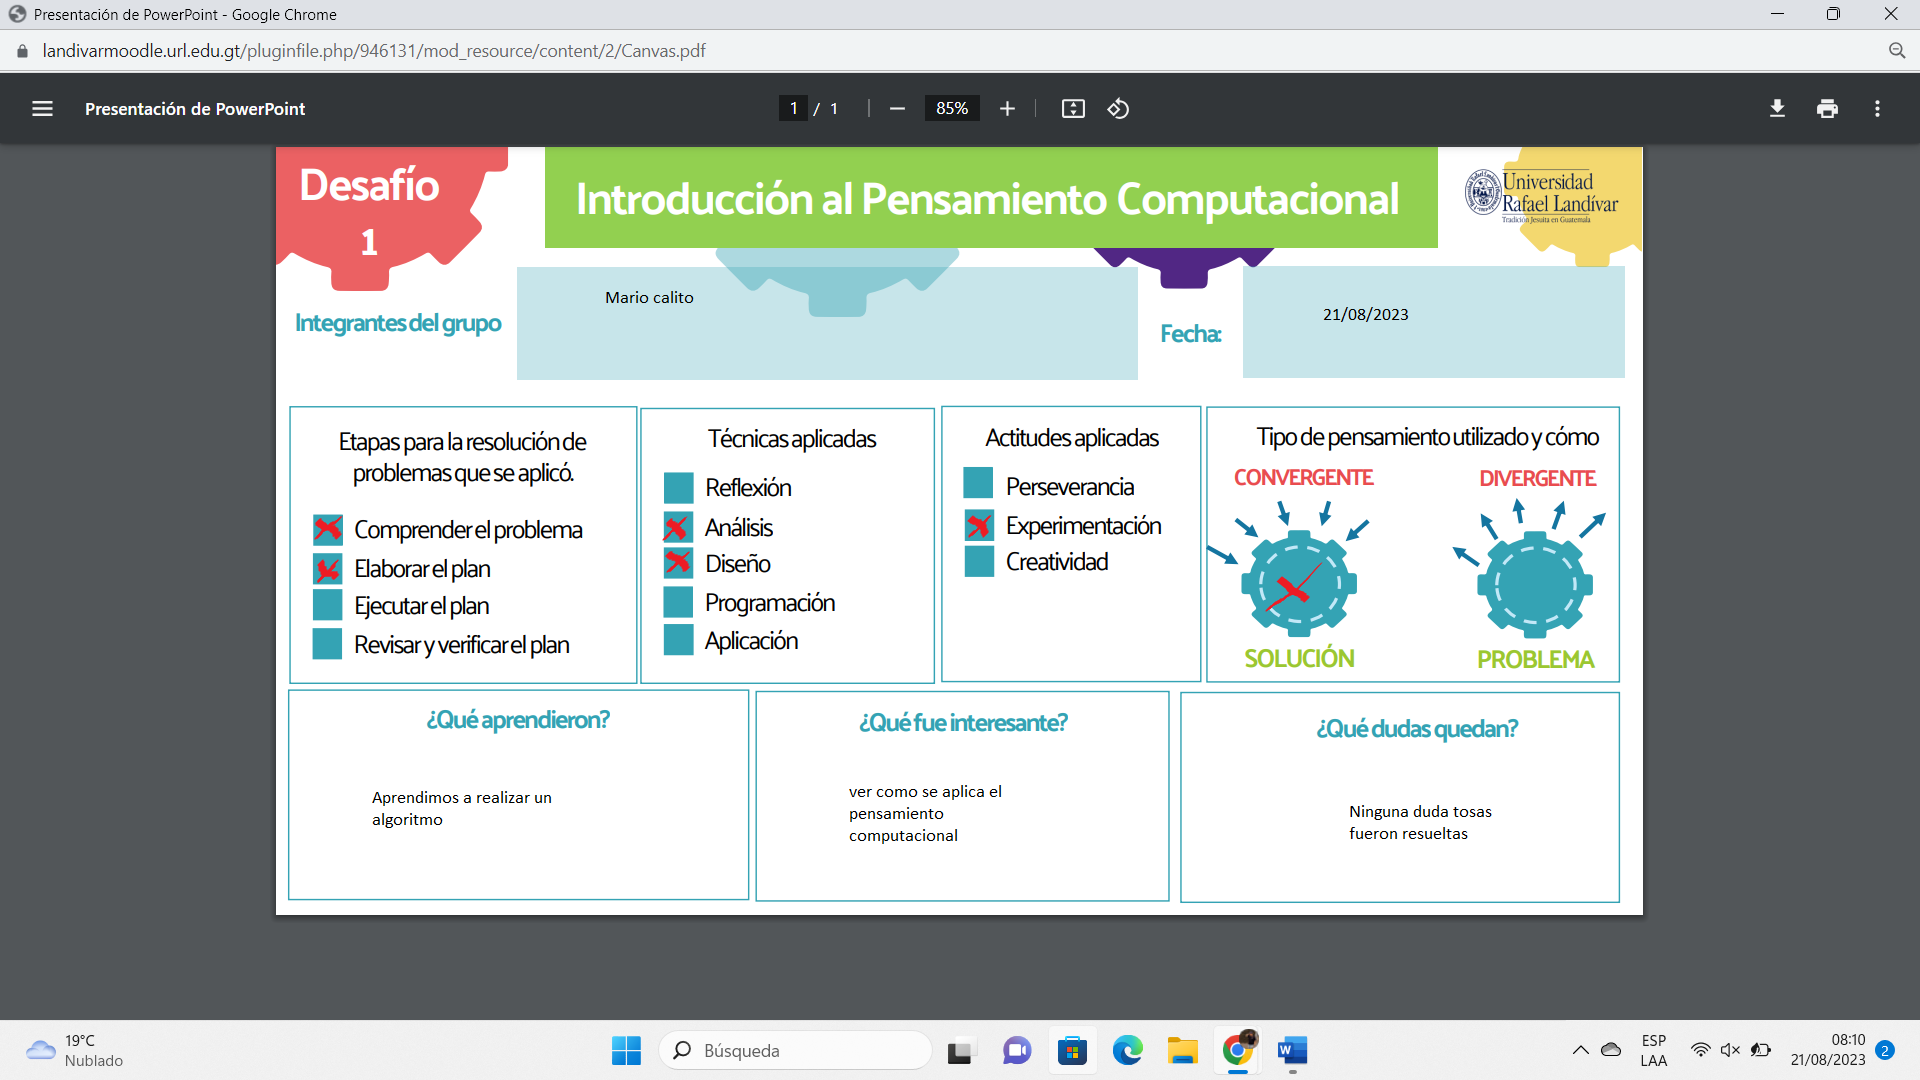 Presentación de PowerPoint - Google Chrome
landivarmoodle.url.edu.gt/pluginfile.php/946131/mod_resource/content/2/Canvas.pdf
Presentación de PowerPoint
1 / 1
85%
Desafío
1
Introducción al Pensamiento Computacional
Universidad
Rafael Landívar
Tradición Jesuita en Guatemala
Integrantes del grupo
Mario calito
Fecha:
21/08/2023
Etapas para la resolución de
problemas que se aplicó.
Comprender el problema
Elaborar el plan
Ejecutar el plan
Revisar y verificar el plan
Técnicas aplicadas
Reflexión
Análisis
Diseño
Programación
Aplicación
Actitudes aplicadas
Perseverancia
Experimentación
Creatividad
Tipo de pensamiento utilizado y cómo
CONVERGENTE
DIVERGENTE
SOLUCIÓN
PROBLEMA
¿Qué aprendieron?
Aprendimos a realizar un
algoritmo
¿Qué fue interesante?
ver como se aplica el
pensamiento
computacional
¿Qué dudas quedan?
Ninguna duda tosas
fueron resueltas
19°C
Nublado
Búsqueda
ESP
LAA
08:10
21/08/2023
2